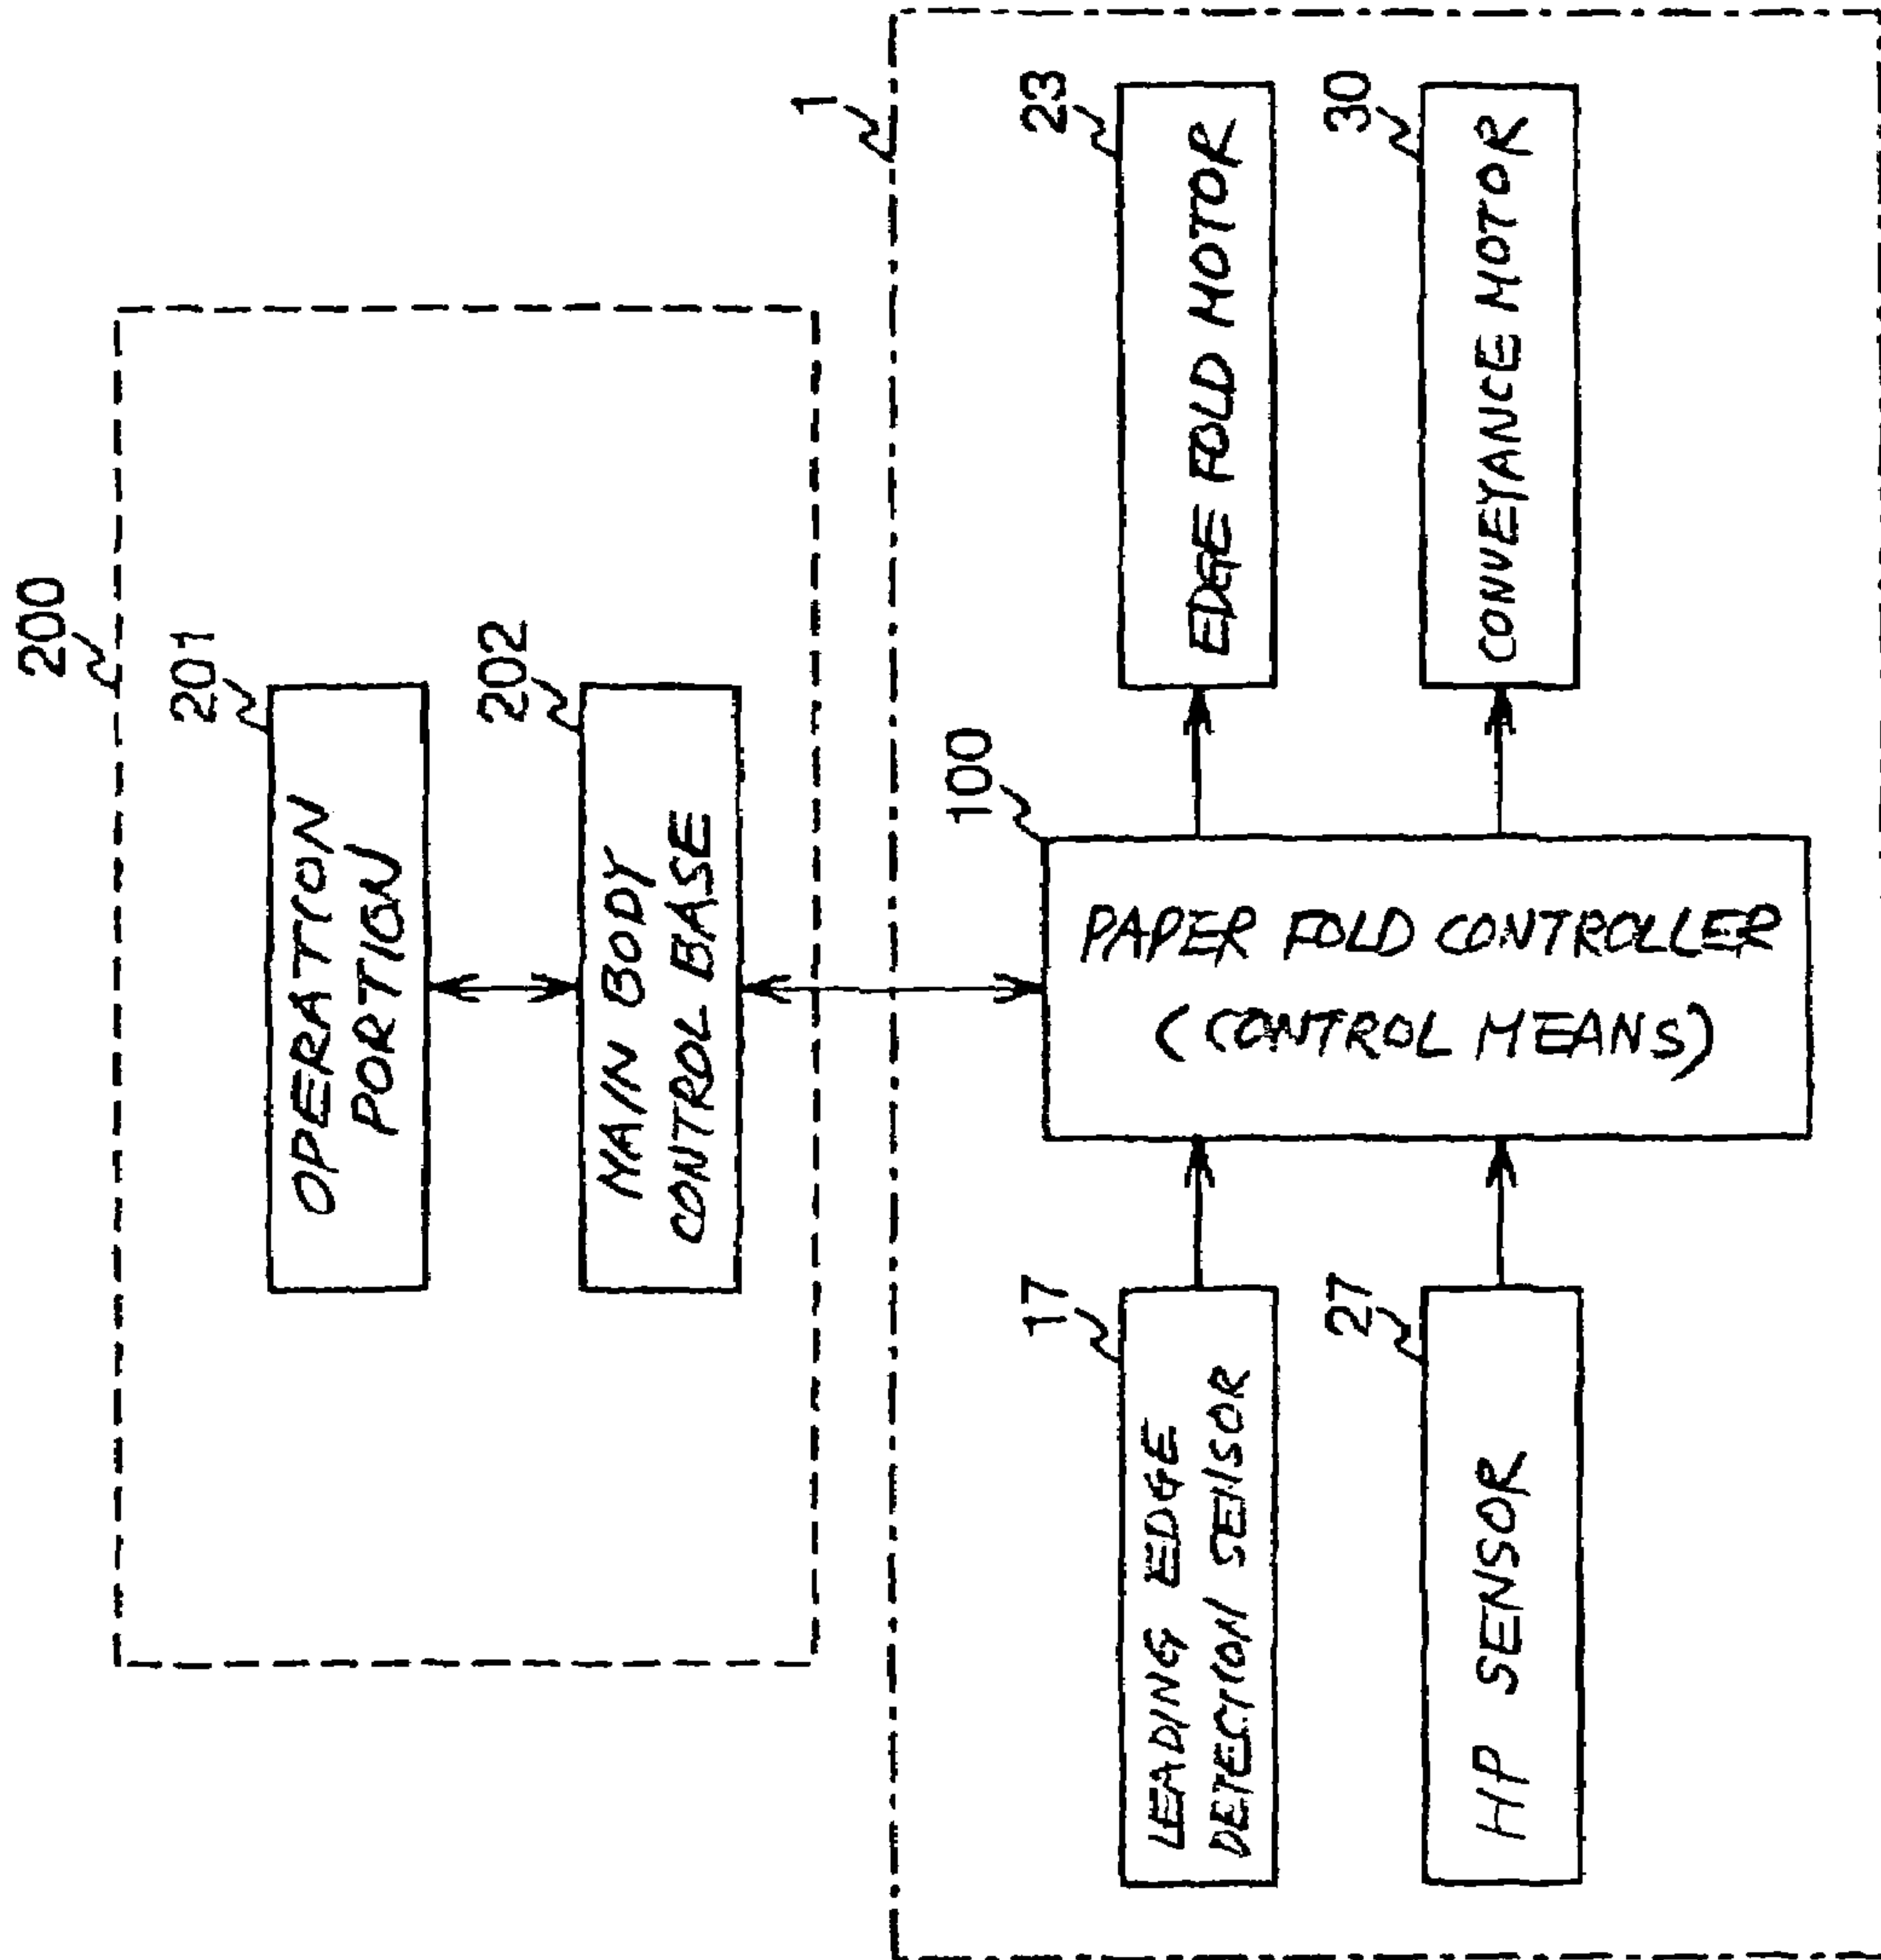 200
201
OPERATION
PORTION
202
MAIN BODY
CONTROL BASE
1
100
PAPER FOLD CONTROLLER
(CONTROL MEANS)
17
LEADING EDGE
DETECTION SENSOR
27
HP SENSOR
23
EDGE FOLD MOTOR
30
CONVEYANCE MOTOR